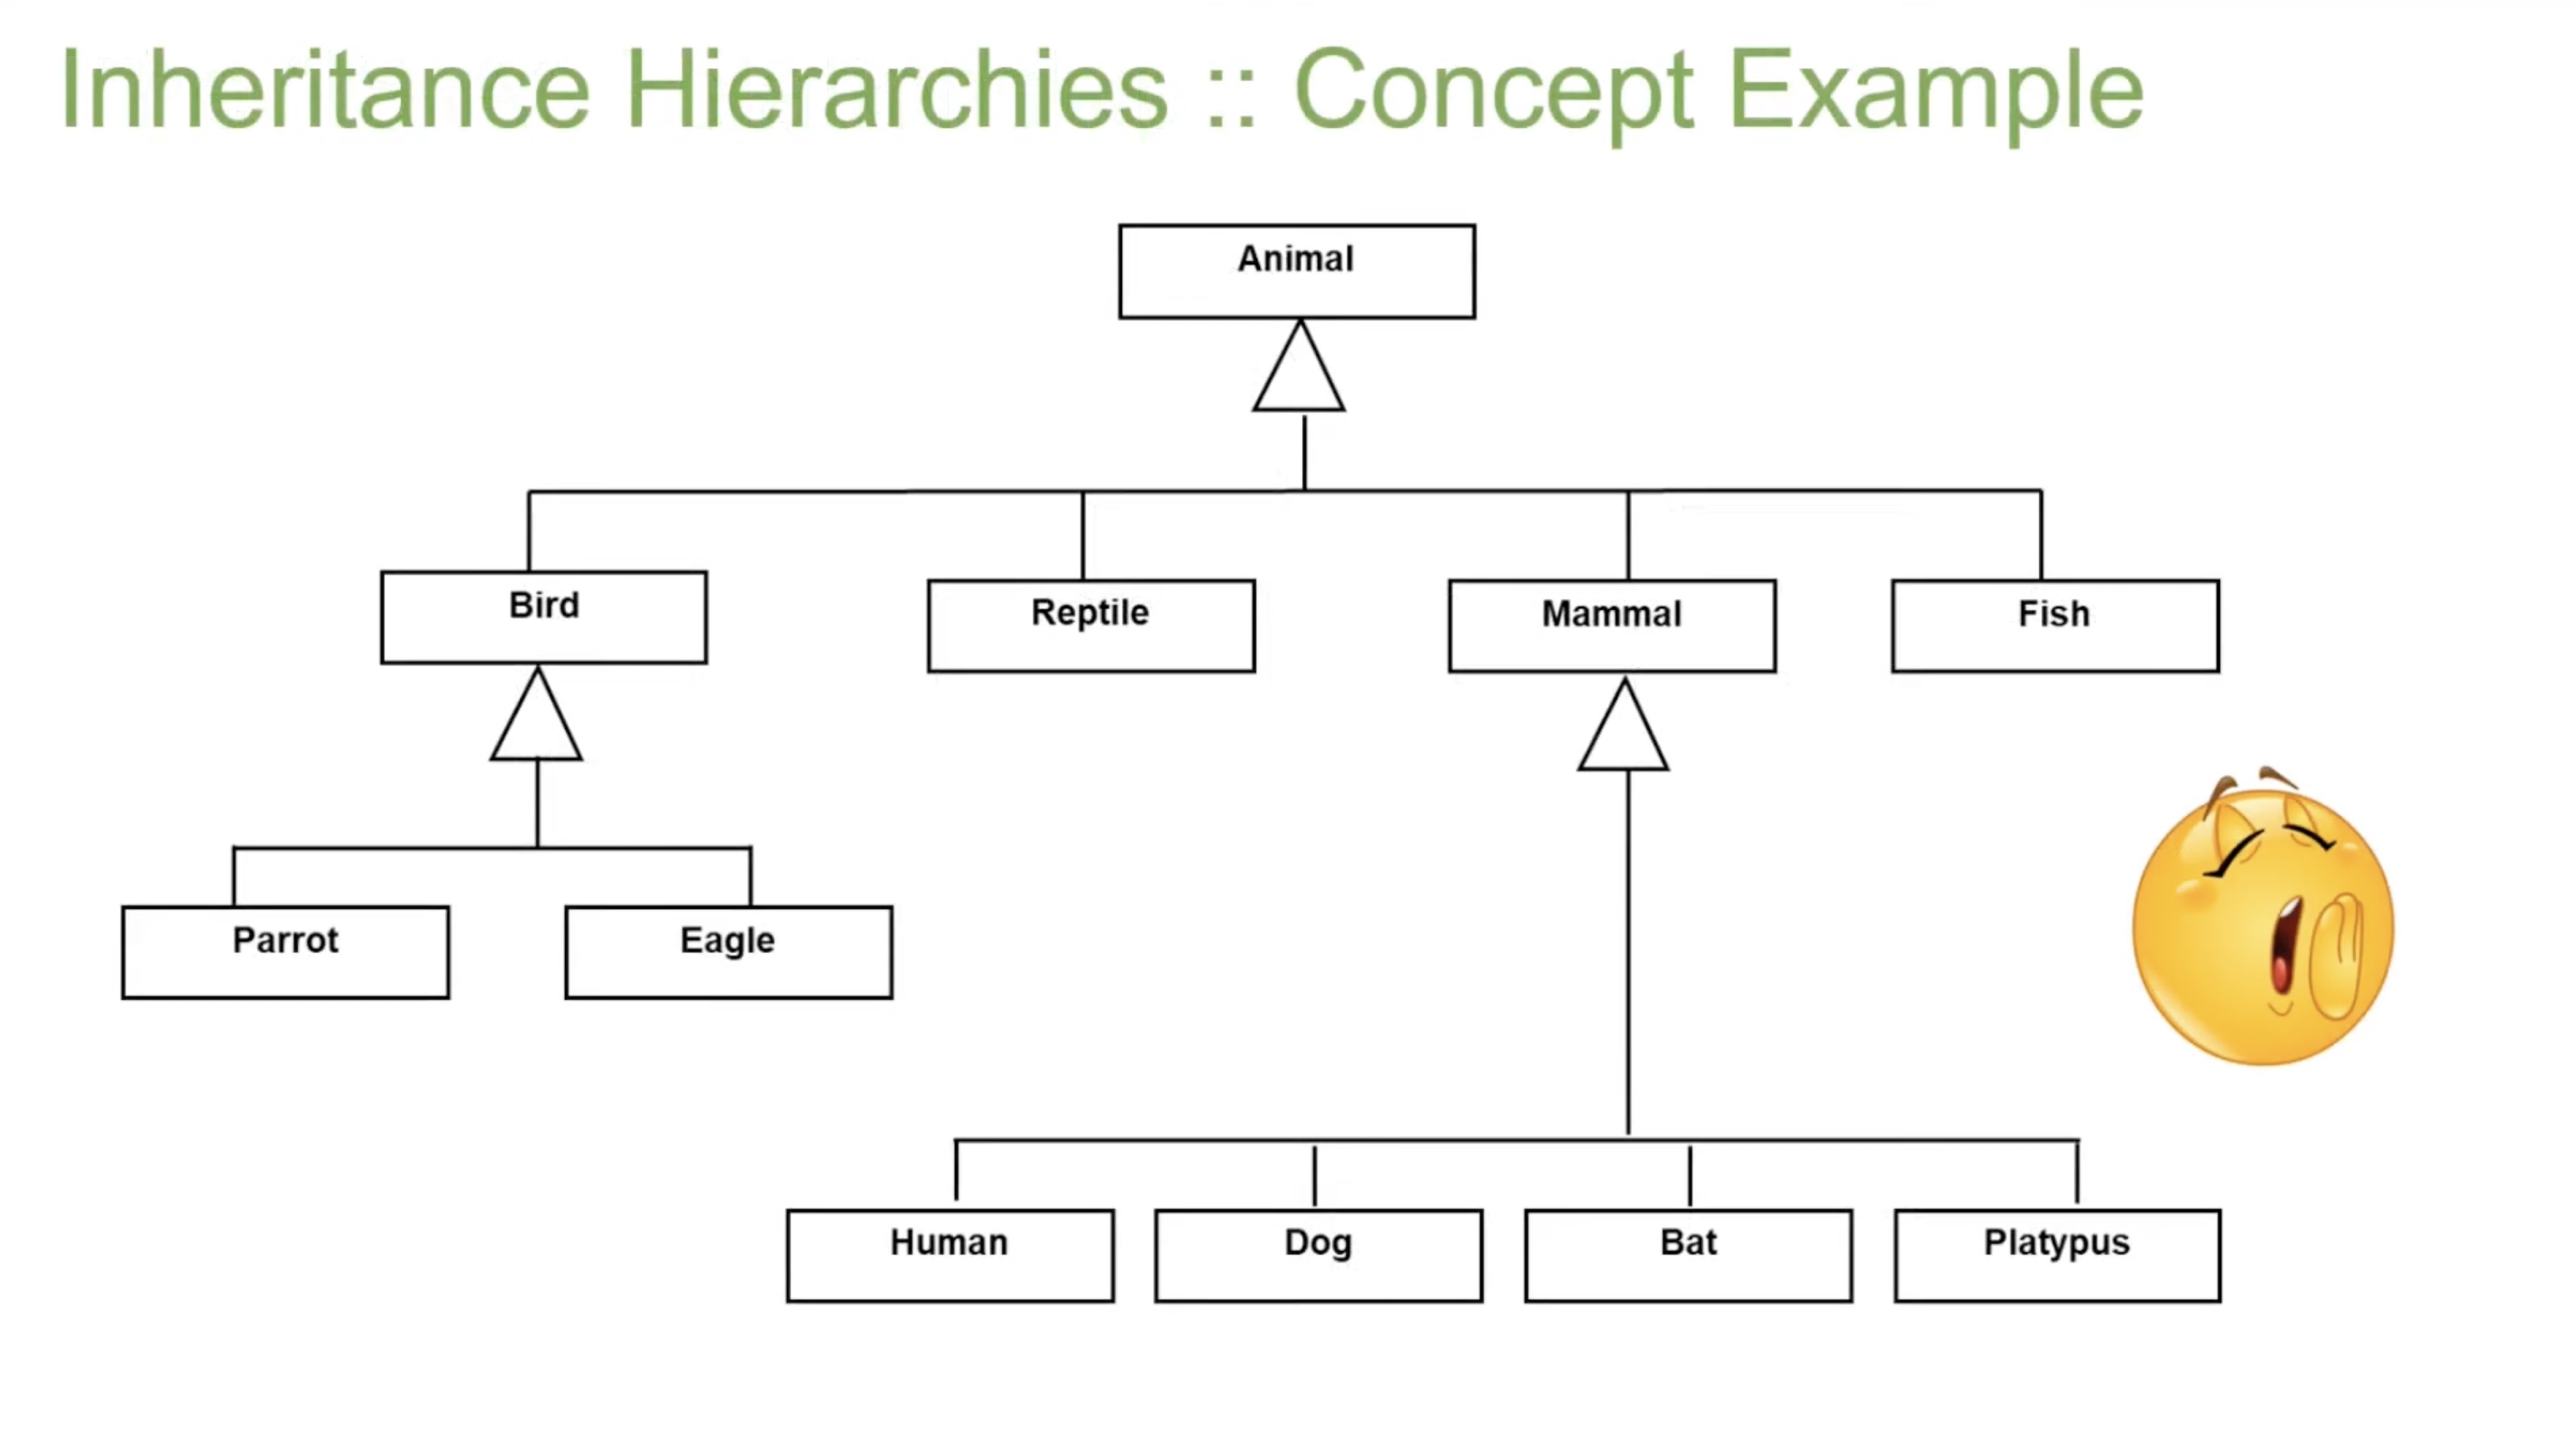 Inheritance Hierarchies :: Concept Example
Animal
Bird
Reptile
Mammal
Fish
Parrot
Eagle
Human
Dog
Bat
Platypus